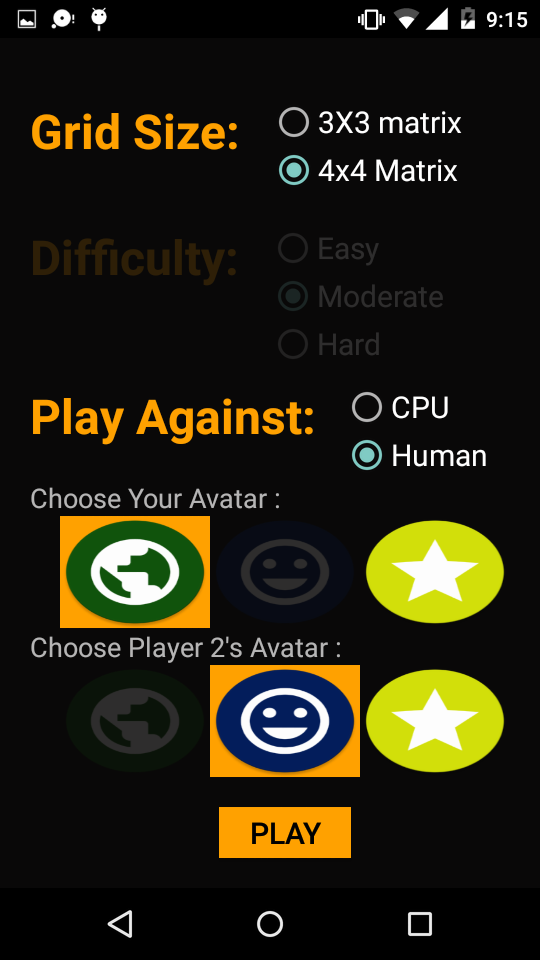 9:15
Grid Size:
3X3 matrix
4x4 Matrix
Difficulty:
Easy
Moderate
Hard
Play Against:
CPU
Human
Choose Your Avatar :
Choose Player 2's Avatar :
PLAY